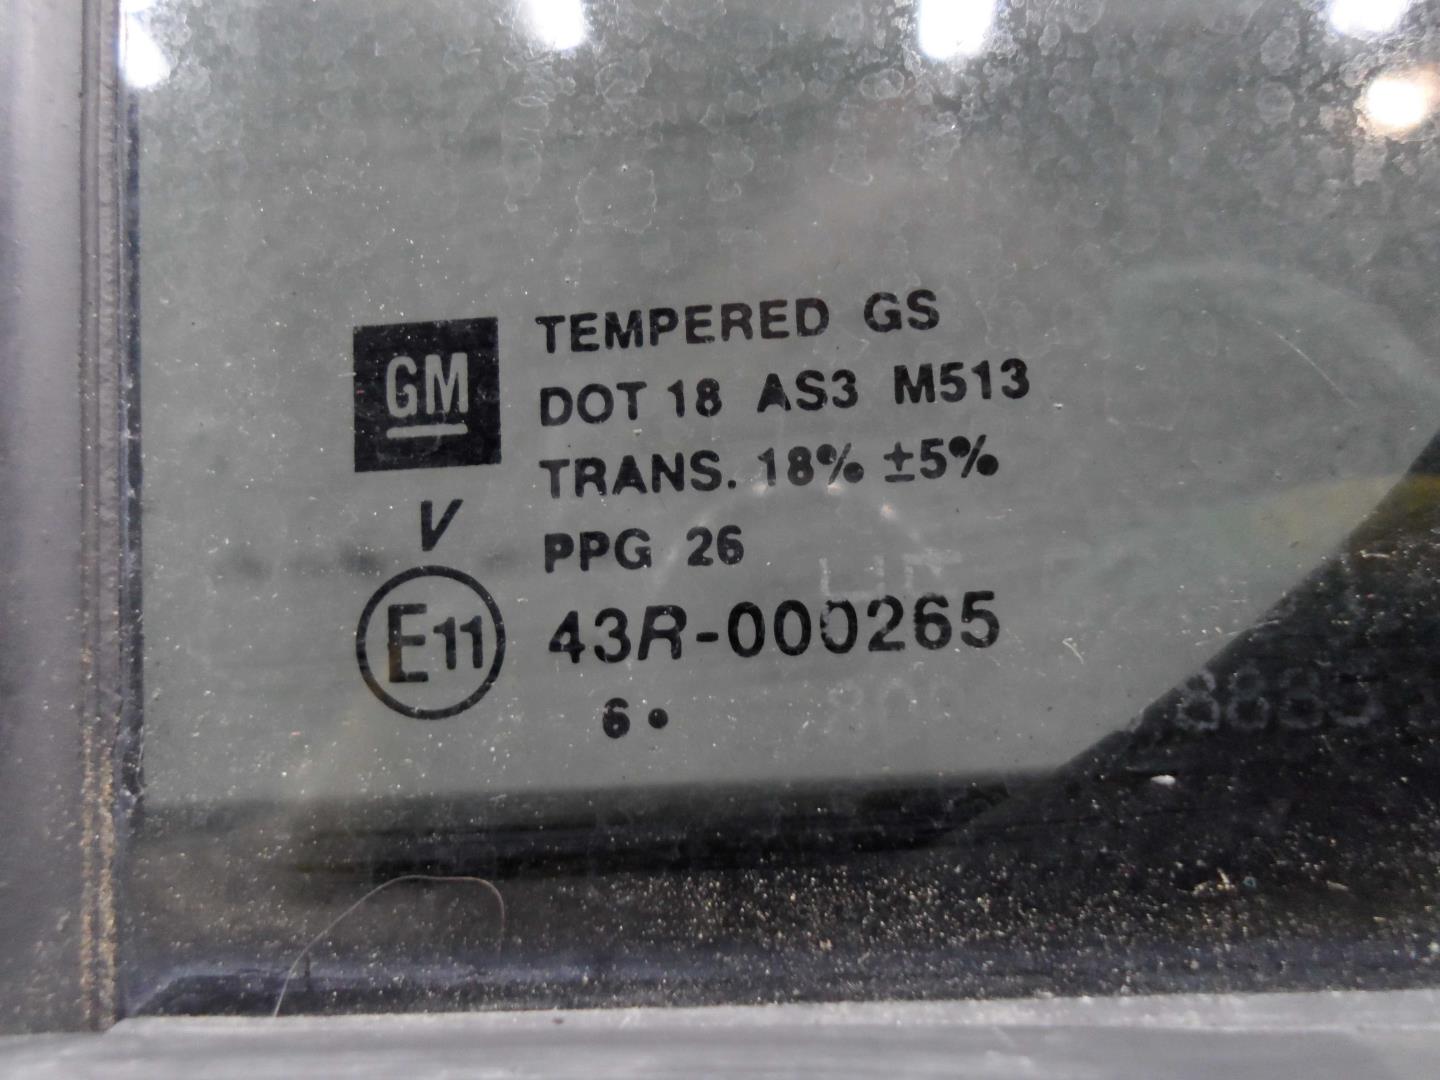 GM
TEMPERED GS
DOT 18 AS3 M513
TRANS. 18% ±5%
V
PPG 26
E11
43R-000265
6 •